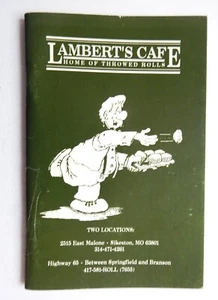 LAMBERT'S CAFE
HOME OF THROWED ROLLS
TWO LOCATIONS:
2515 East Malone • Sikeston, MO 63801
314-471-4261
Highway 65 • Between Springfield and Branson
417-581-ROLL (7655)